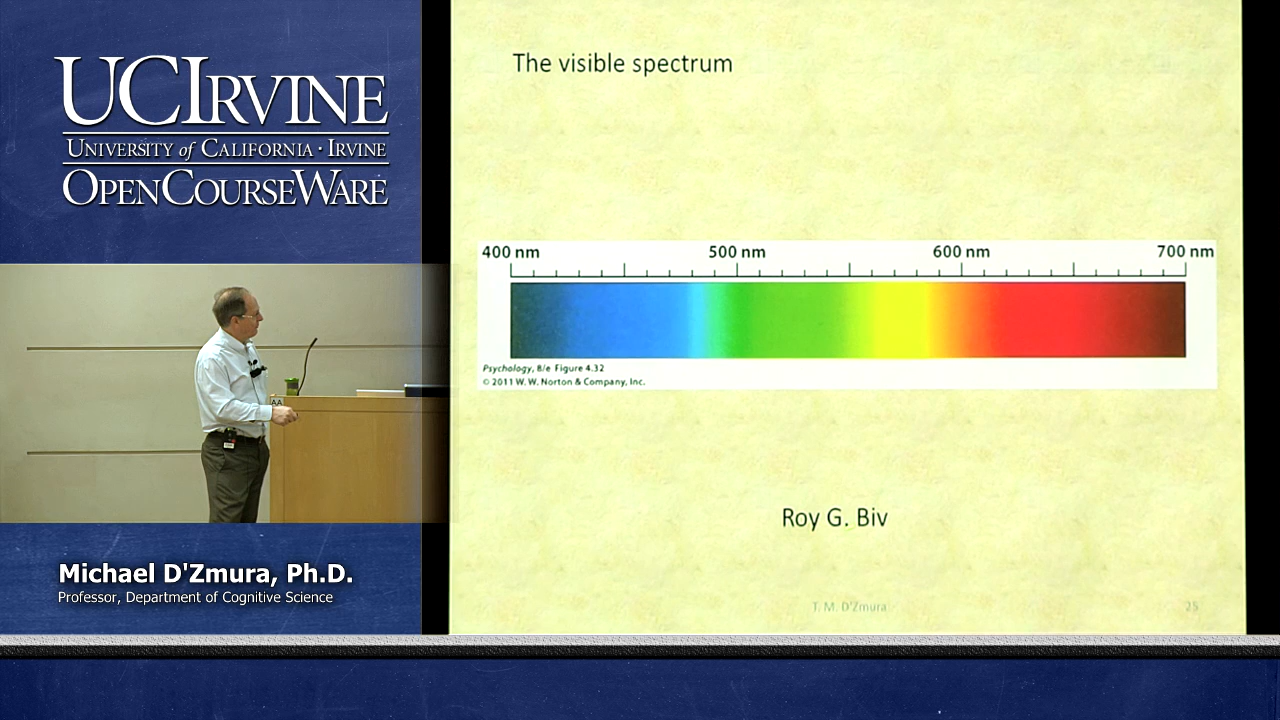 UCIRVINE
UNIVERSITY of CALIFORNIA · IRVINE
OPENCOURSEWARE
Michael D'Zmura, Ph.D.
Professor, Department of Cognitive Science
The visible spectrum
400 nm 500 nm 600 nm 700 nm
Psychology, 8/e Figure 4.32
© 2011 W. W. Norton & Company, Inc.
Roy G. Biv
T. M. D'Zmura 25
AA